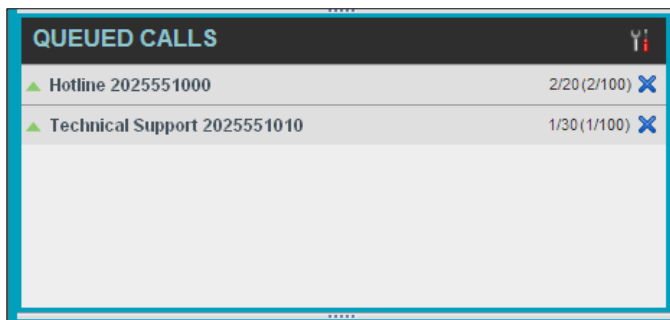 QUEUED CALLS
Hotline 2025551000 2/20(2/100)
Technical Support 2025551010 1/30(1/100)